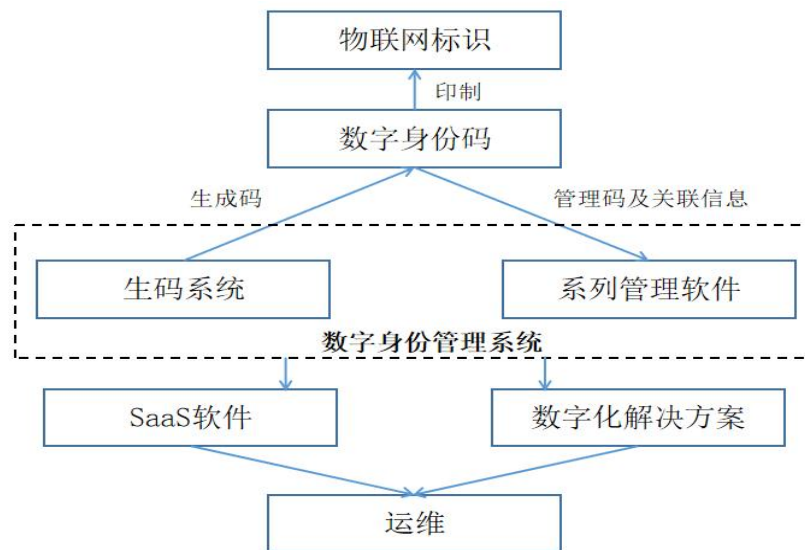 物联网标识
印制
数字身份码
生成码
管理码及关联信息
生码系统
系列管理软件
数字身份管理系统
SaaS软件
数字化解决方案
运维